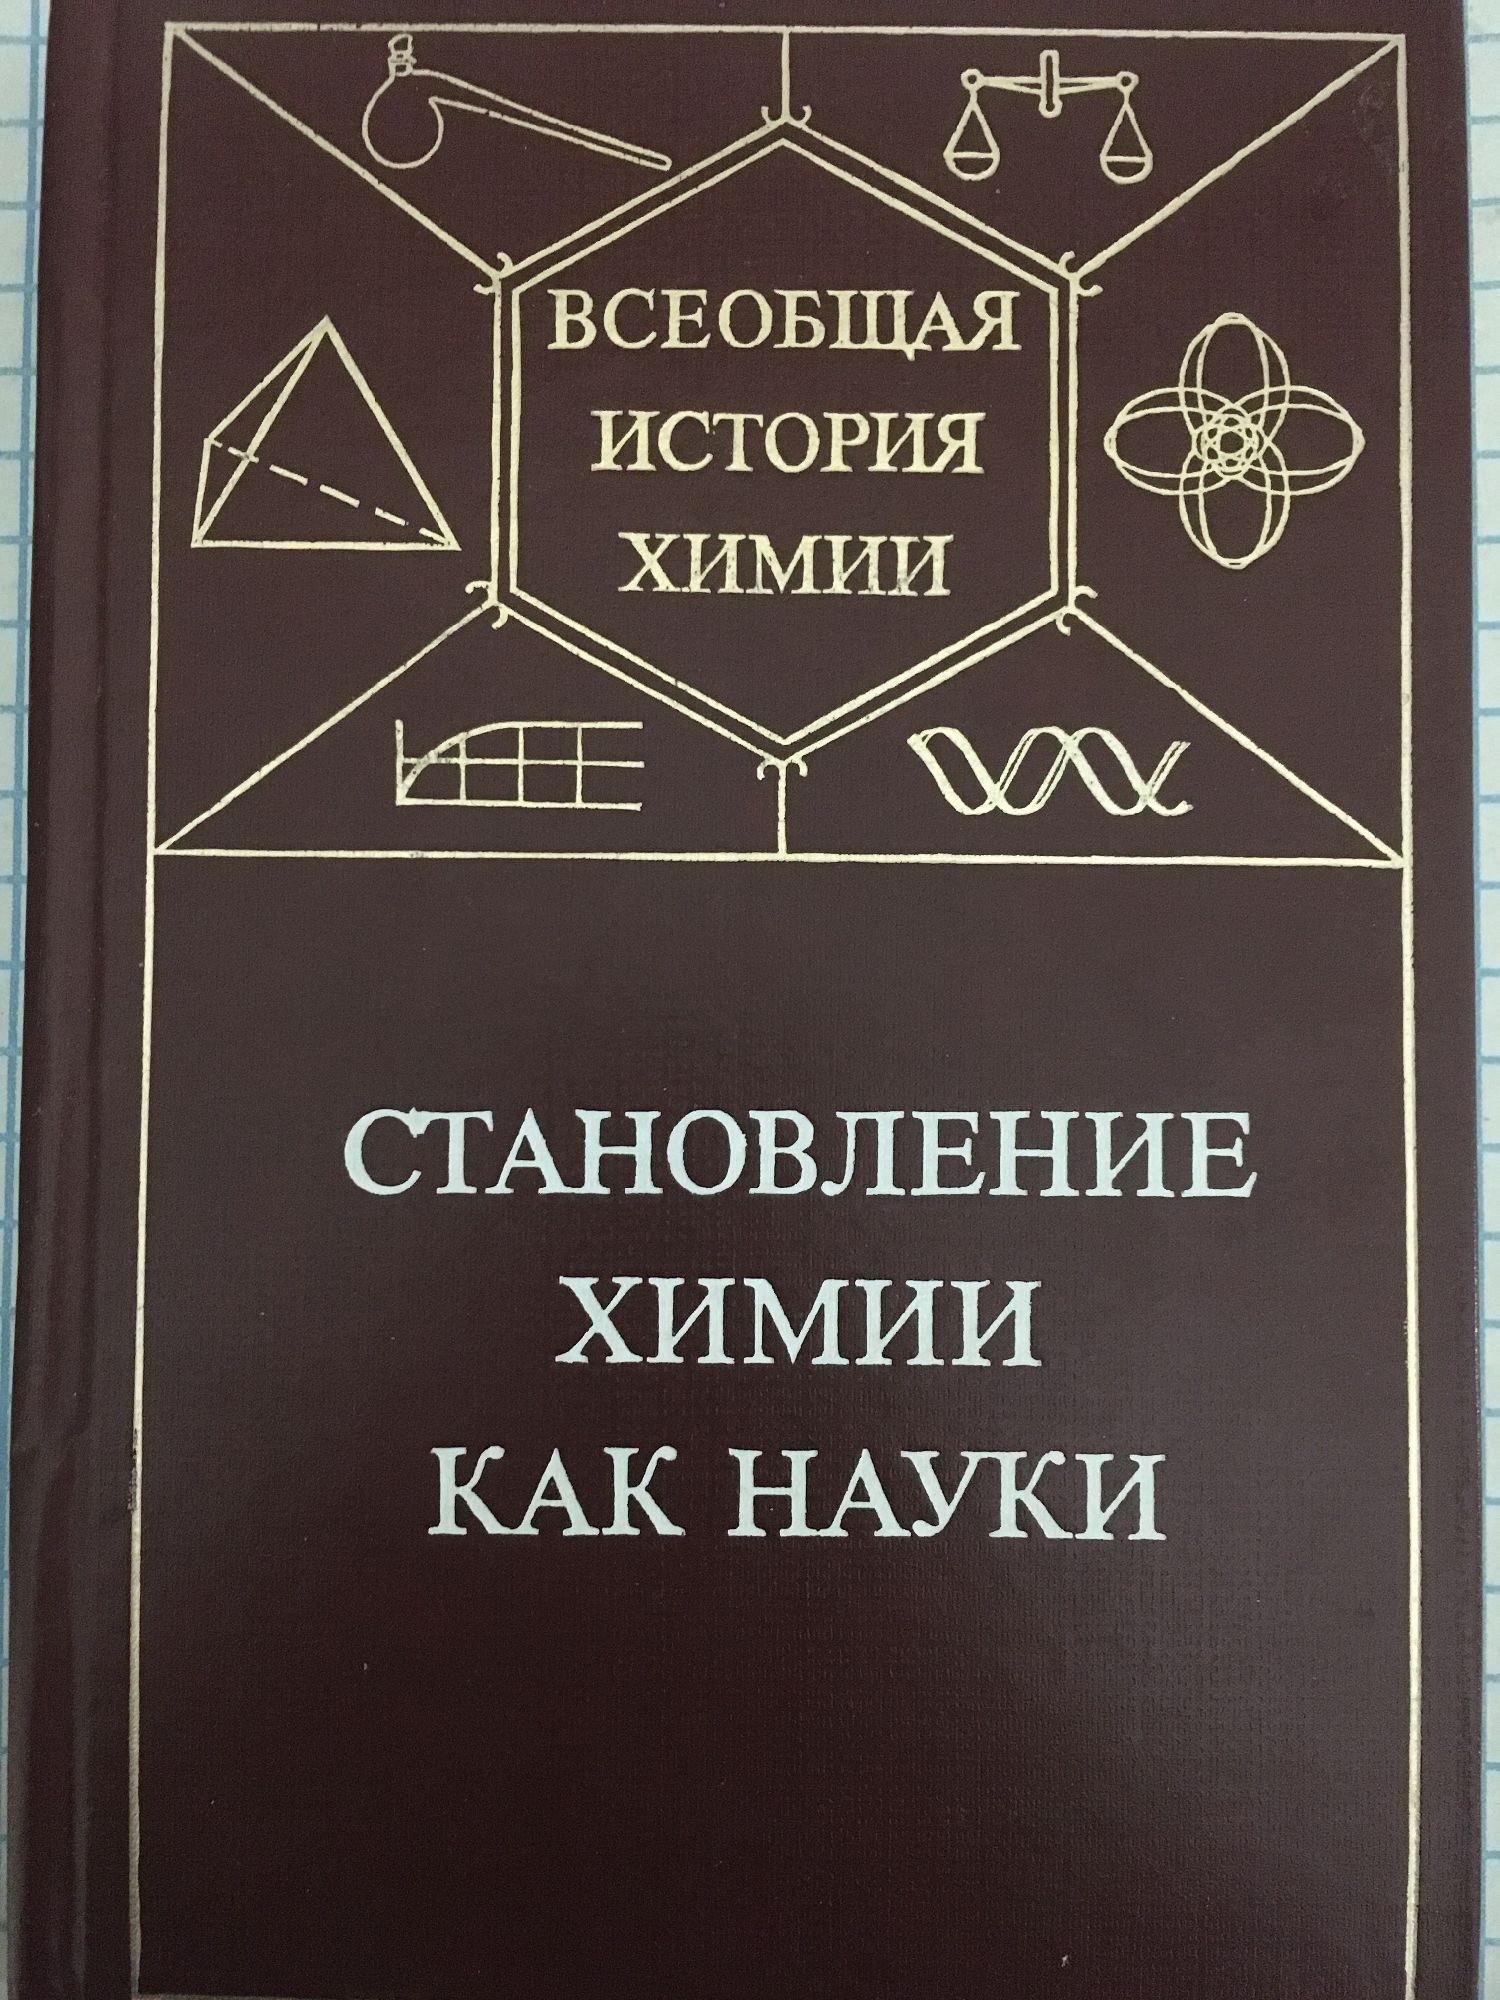 ВСЕОБЩАЯ
ИСТОРИЯ
ХИМИИ
СТАНОВЛЕНИЕ
ХИМИИ
КАК НАУКИ